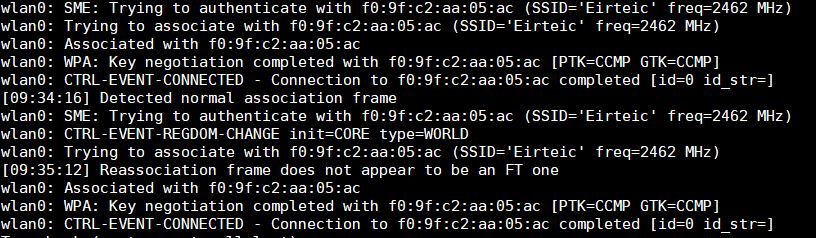 wlan0: SME: Trying to authenticate with f0:9f:c2:aa:05:ac (SSID='Eirteic' freq=2462 MHz)
wlan0: Trying to associate with f0:9f:c2:aa:05:ac (SSID='Eirteic' freq=2462 MHz)
wlan0: Associated with f0:9f:c2:aa:05:ac
wlan0: WPA: Key negotiation completed with f0:9f:c2:aa:05:ac [PTK=CCMP GTK=CCMP]
wlan0: CTRL-EVENT-CONNECTED - Connection to f0:9f:c2:aa:05:ac completed [id=0 id_str=]
[09:34:16] Detected normal association frame
wlan0: SME: Trying to authenticate with f0:9f:c2:aa:05:ac (SSID='Eirteic' freq=2462 MHz)
wlan0: CTRL-EVENT-REGDOM-CHANGE init=CORE type=WORLD
wlan0: Trying to associate with f0:9f:c2:aa:05:ac (SSID='Eirteic' freq=2462 MHz)
[09:35:12] Reassociation frame does not appear to be an FT one
wlan0: Associated with f0:9f:c2:aa:05:ac
wlan0: WPA: Key negotiation completed with f0:9f:c2:aa:05:ac [PTK=CCMP GTK=CCMP]
wlan0: CTRL-EVENT-CONNECTED - Connection to f0:9f:c2:aa:05:ac completed [id=0 id_str=]